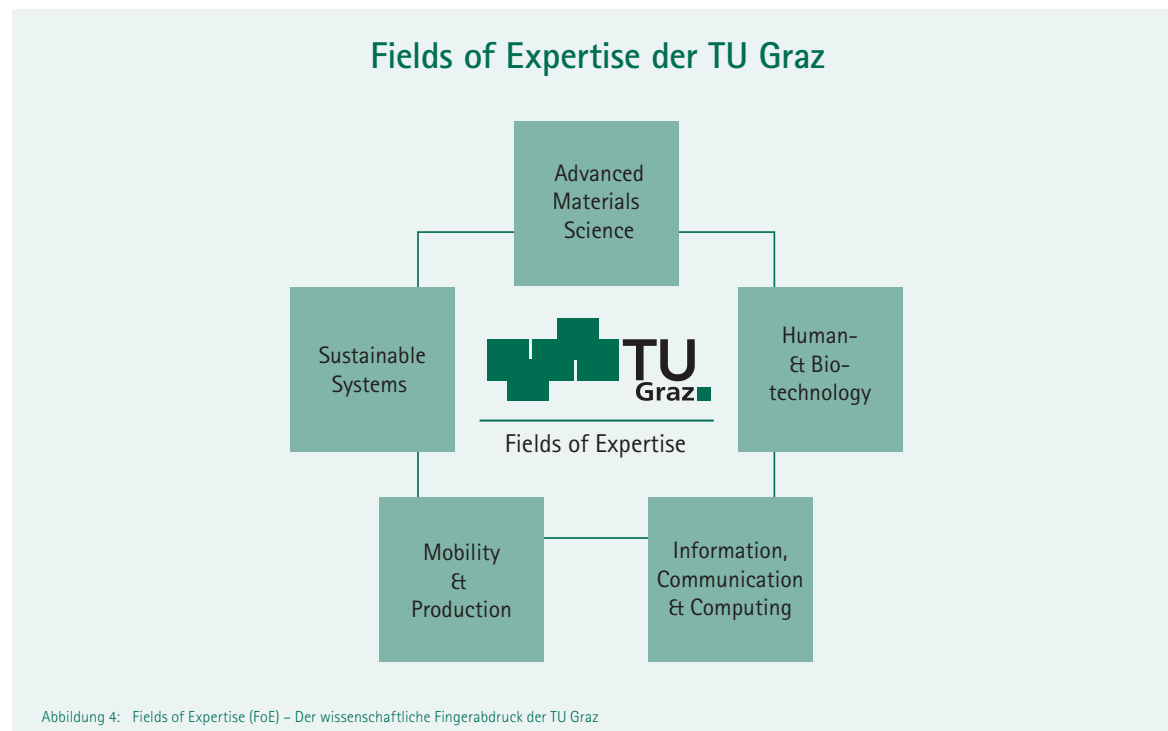 Fields of Expertise der TU Graz
Advanced
Materials
Science
Sustainable
Systems
TU
Graz
Fields of Expertise
Human-
& Bio-
technology
Mobility
&
Production
Information,
Communication
& Computing
Abbildung 4: Fields of Expertise (FoE) – Der wissenschaftliche Fingerabdruck der TU Graz